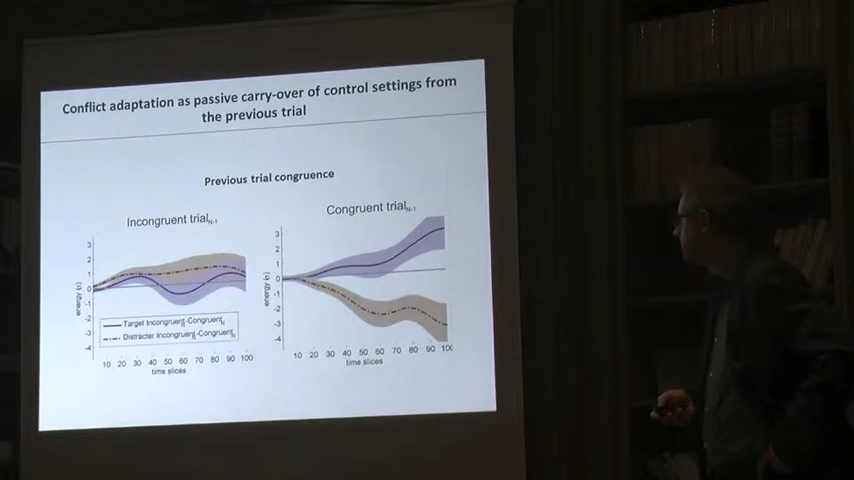 Conflict adaptation as passive carry-over of control settings from
the previous trial
Previous trial congruence
Incongruent trialN-1
Congruent trialN-1
3
2
1
0
-1
-2
-3
-4
energy (z)
Target IncongruentN-CongruentN
Distracter IncongruentN-CongruentN
10 20 30 40 50 60 70 80 90 100
time slices
3
2
1
0
-1
-2
-3
-4
energy (z)
10 20 30 40 50 60 70 80 90 100
time slices